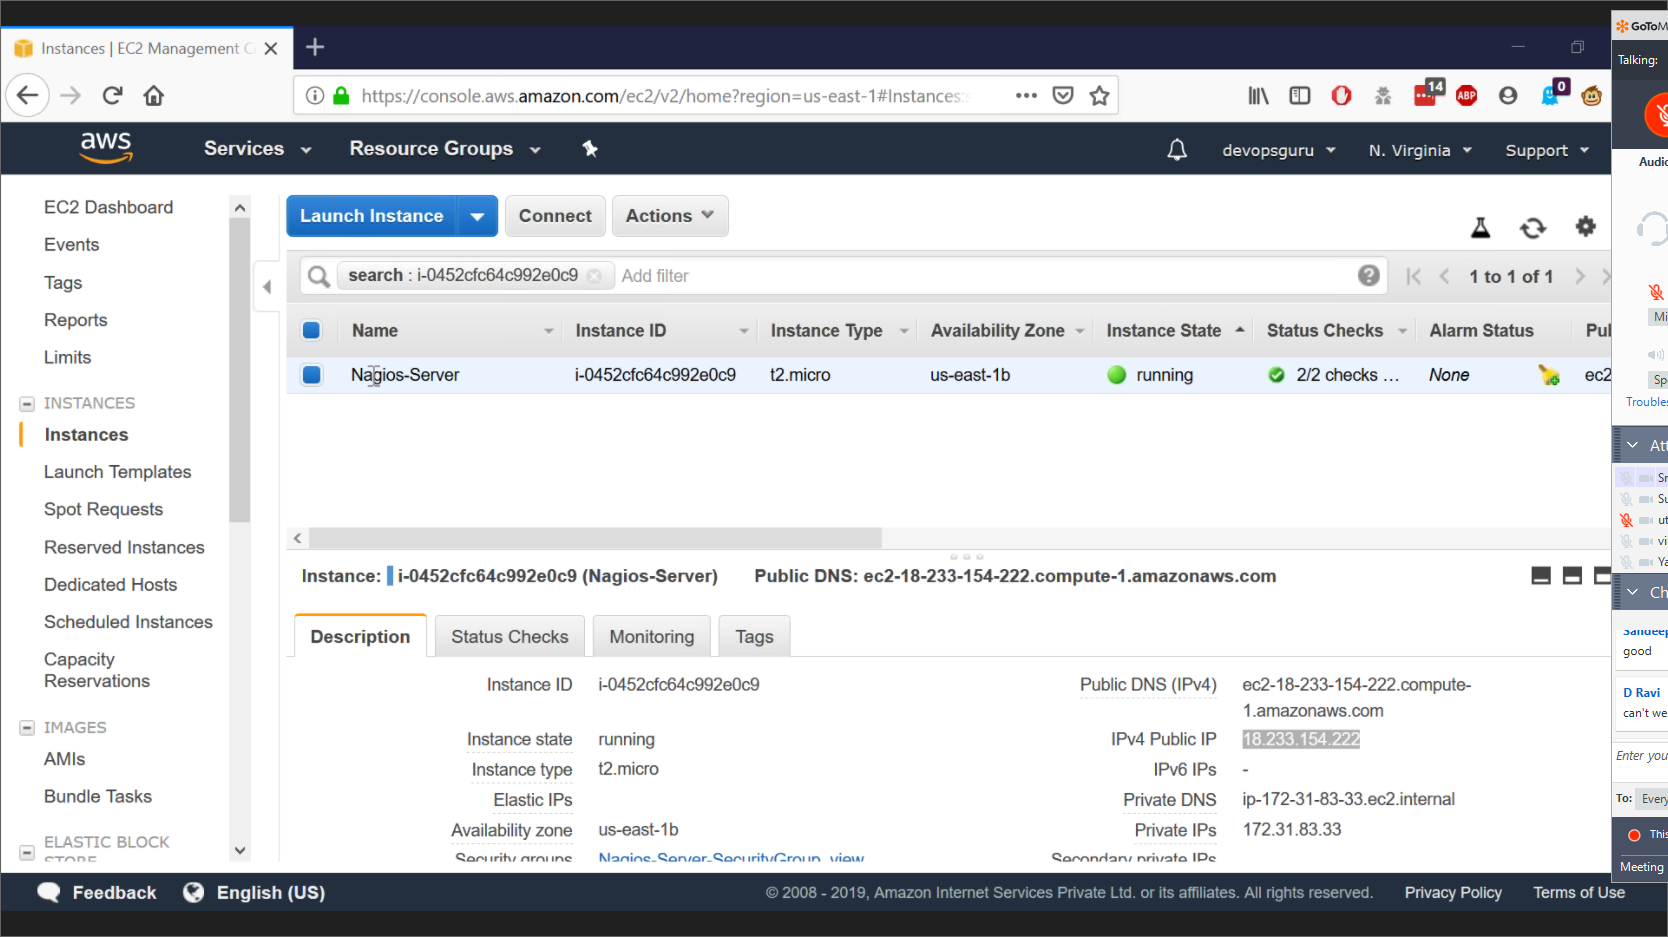 Instances | EC2 Management C
GoToM
Talking:
https://console.aws.amazon.com/ec2/v2/home?region=us-east-1#Instances:
14
ABP
0
aws
Services
Resource Groups
devopsguru
N. Virginia
Support
Audio
EC2 Dashboard
Events
Tags
Reports
Limits
INSTANCES
Instances
Launch Templates
Spot Requests
Reserved Instances
Dedicated Hosts
Scheduled Instances
Capacity
Reservations
IMAGES
AMIs
Bundle Tasks
ELASTIC BLOCK
STORE
Launch Instance
Connect
Actions
search : i-0452cfc64c992e0c9
Add filter
1 to 1 of 1
Name
Instance ID
Instance Type
Availability Zone
Instance State
Status Checks
Alarm Status
Pul
Nagios-Server
i-0452cfc64c992e0c9
t2.micro
us-east-1b
running
2/2 checks ...
None
ec2
Instance: i-0452cfc64c992e0c9 (Nagios-Server)
Public DNS: ec2-18-233-154-222.compute-1.amazonaws.com
Description
Status Checks
Monitoring
Tags
Instance ID i-0452cfc64c992e0c9
Instance state running
Instance type t2.micro
Elastic IPs
Availability zone us-east-1b
Security groups Nagios-Server-SecurityGroup. view
Public DNS (IPv4) ec2-18-233-154-222.compute-
1.amazonaws.com
IPv4 Public IP 18.233.154.222
IPv6 IPs -
Private DNS ip-172-31-83-33.ec2.internal
Private IPs 172.31.83.33
Secondary private IPs
Mi
Sp
Troubles
Att
Sr
Su
ut
vi
Ya
Ch
Sandeep
good
D Ravi
can't we
Enter you
To: Every
This
Meeting
Feedback
English (US)
© 2008 - 2019, Amazon Internet Services Private Ltd. or its affiliates. All rights reserved.
Privacy Policy
Terms of Use